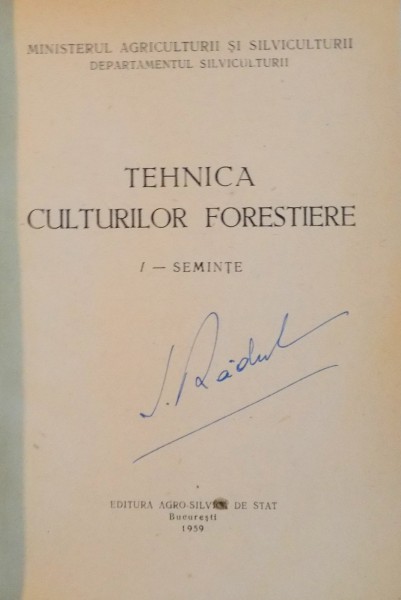 MINISTERUL AGRICULTURII ȘI SILVICULTURII
DEPARTAMENTUL SILVICULTURII
TEHNICA
CULTURILOR FORESTIERE
I — SEMINȚE
EDITURA AGRO-SILVICĂ DE STAT
București
1959